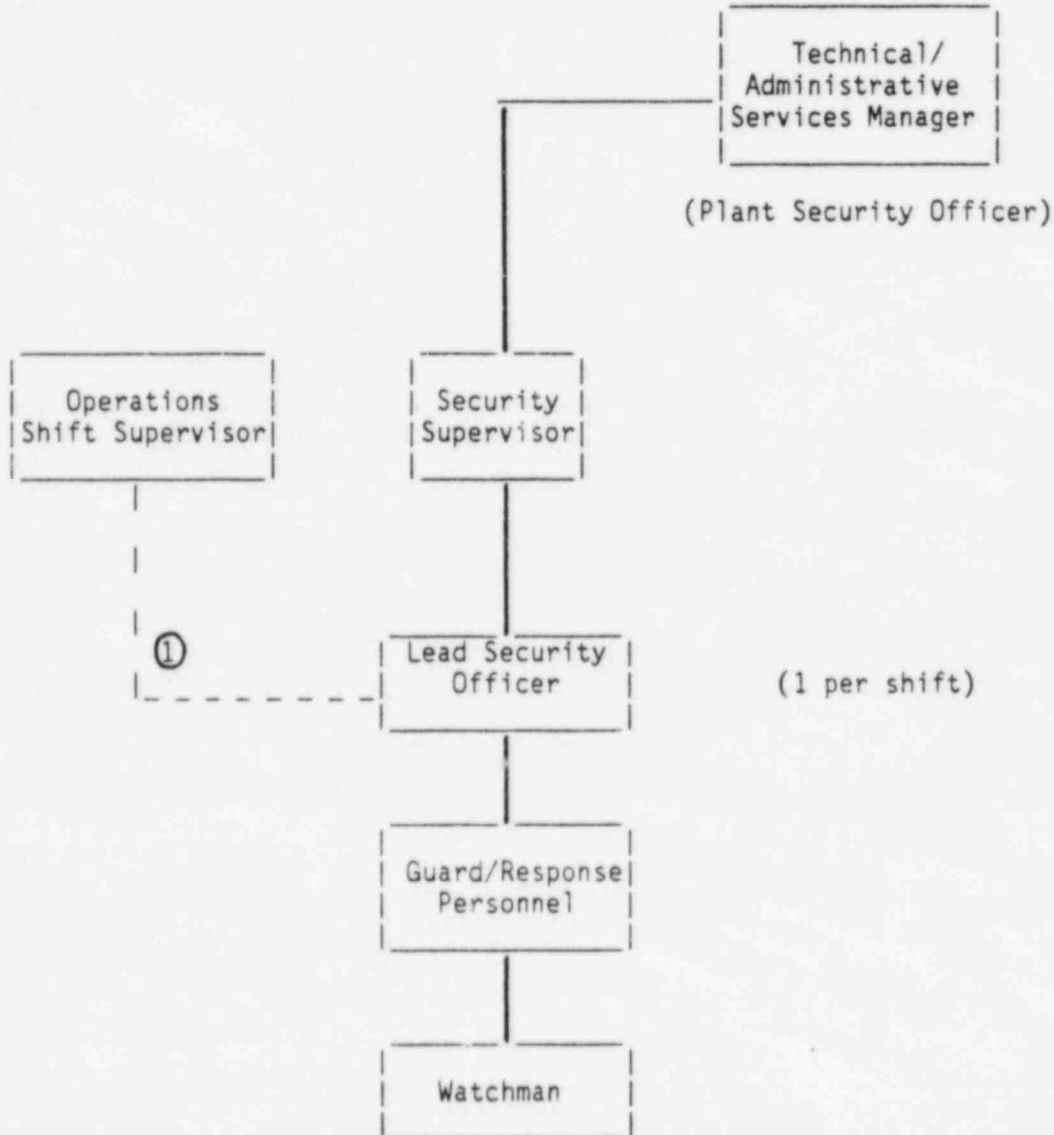 Technical/
Administrative
Services Manager
(Plant Security Officer)
Operations
Shift Supervisor
Security
Supervisor
①
Lead Security
Officer
(1 per shift)
Guard/Response
Personnel
Watchman